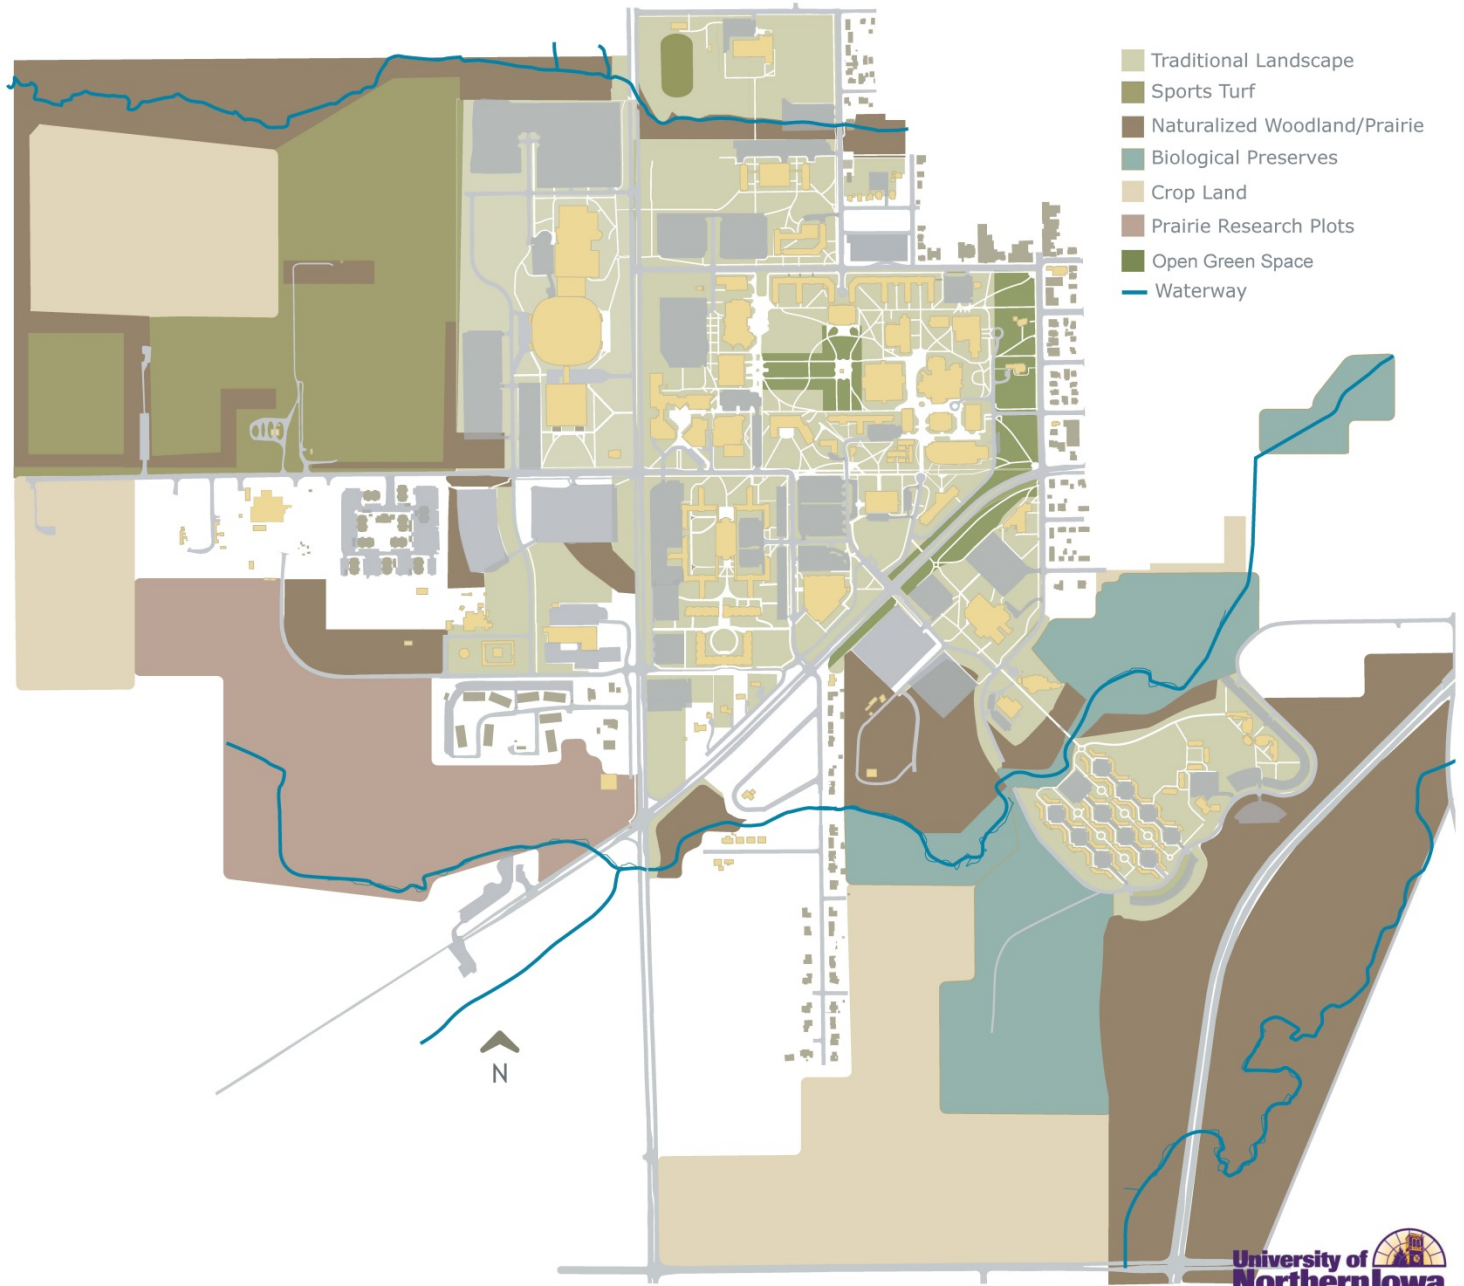 Traditional Landscape
Sports Turf
Naturalized Woodland/Prairie
Biological Preserves
Crop Land
Prairie Research Plots
Open Green Space
Waterway
N
University of
Northern Iowa